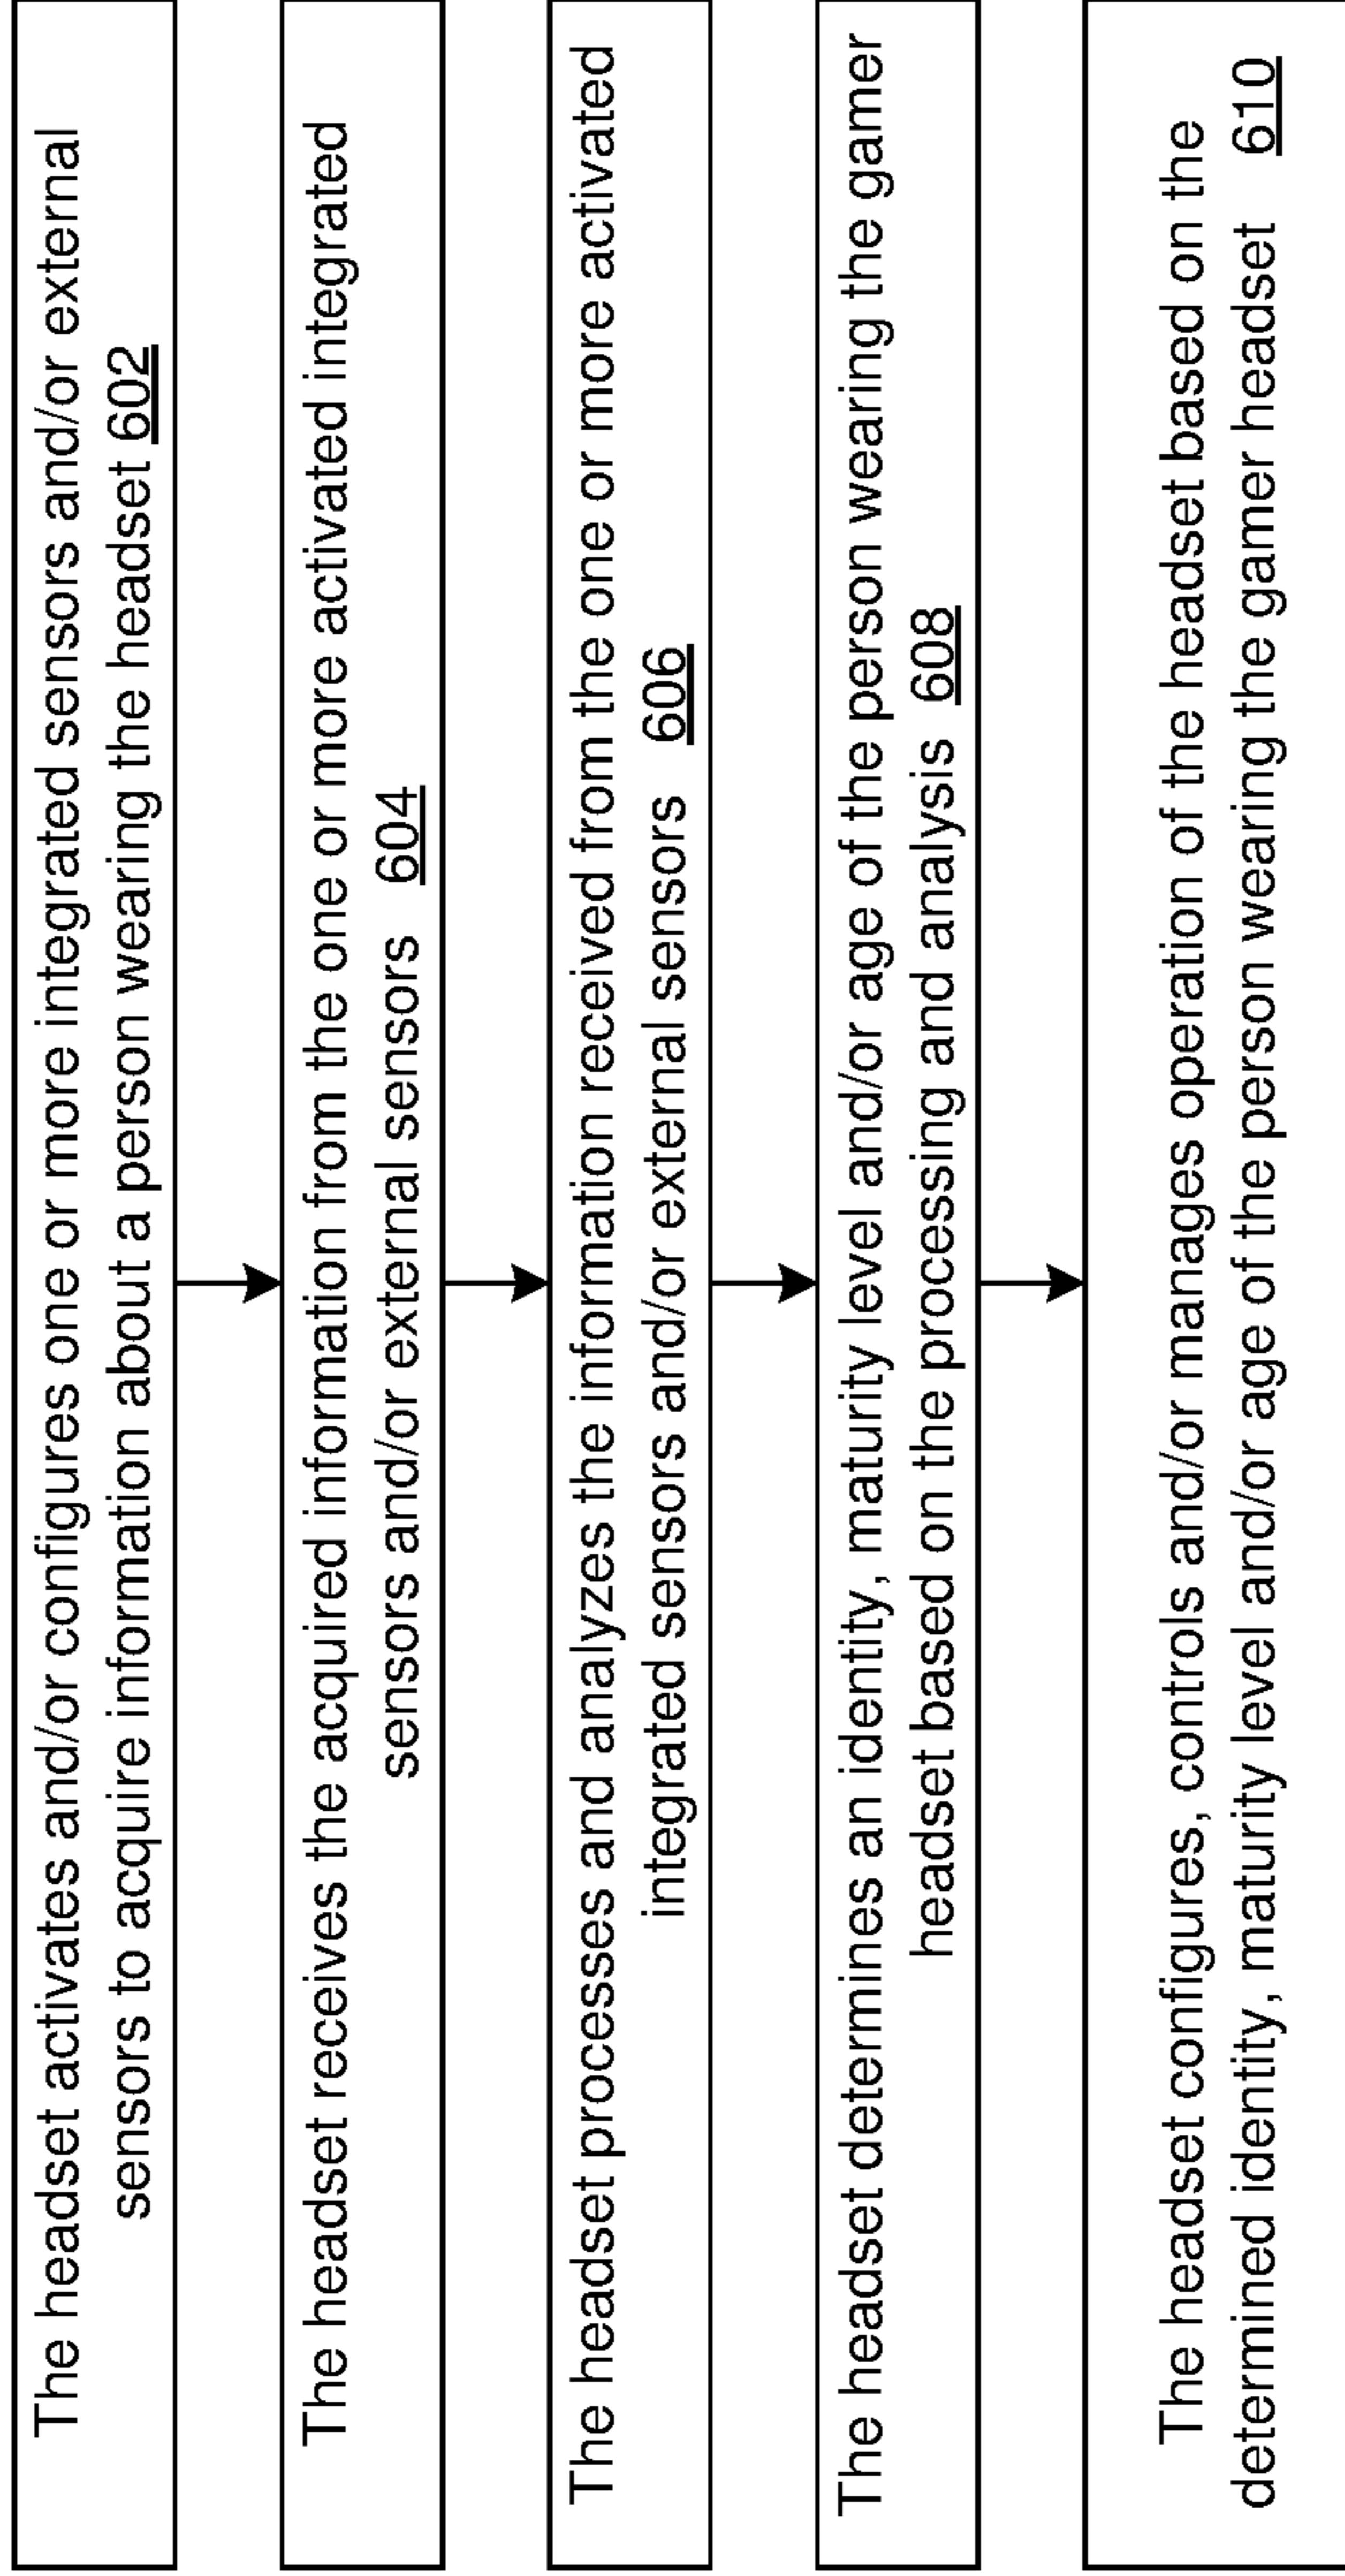 The headset activates and/or configures one or more integrated sensors and/or external
sensors to acquire information about a person wearing the headset 602
The headset receives the acquired information from the one or more activated integrated
sensors and/or external sensors 604
The headset processes and analyzes the information received from the one or more activated
integrated sensors and/or external sensors 606
The headset determines an identity, maturity level and/or age of the person wearing the gamer
headset based on the processing and analysis 608
The headset configures, controls and/or manages operation of the headset based on the
determined identity, maturity level and/or age of the person wearing the gamer headset 610